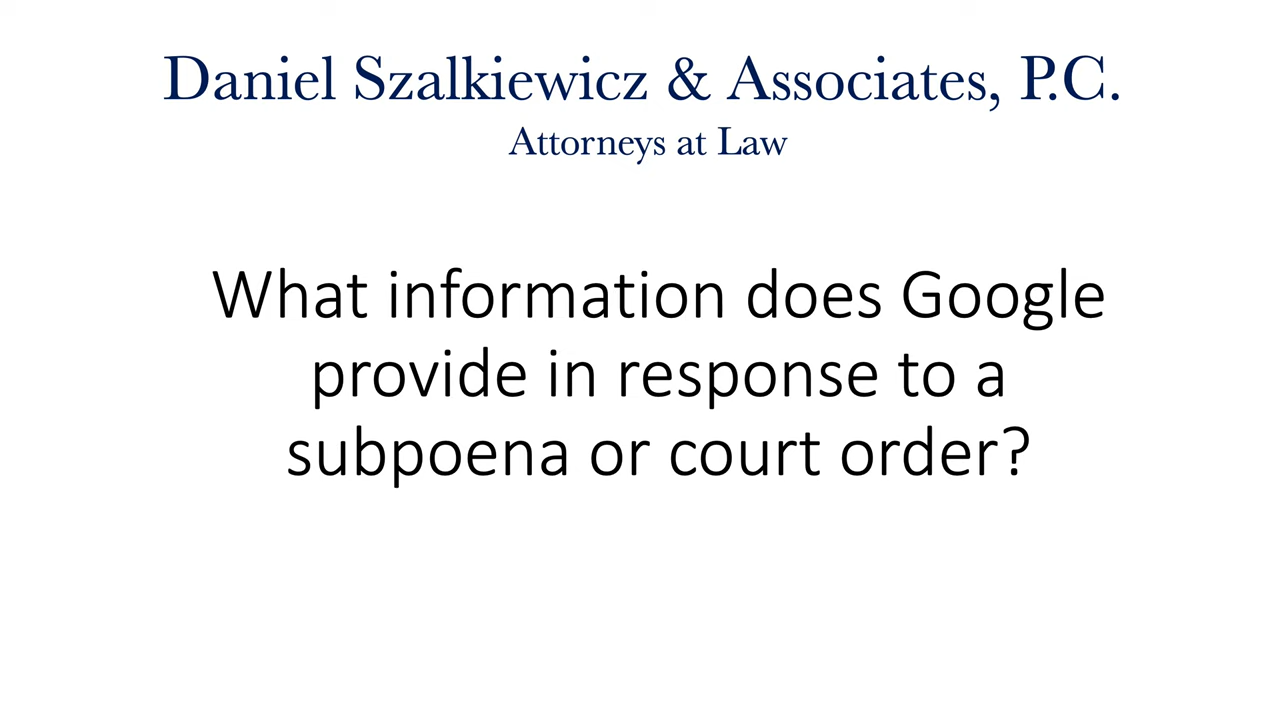 Daniel Szalkiewicz & Associates, P.C.
Attorneys at Law
What information does Google
provide in response to a
subpoena or court order?